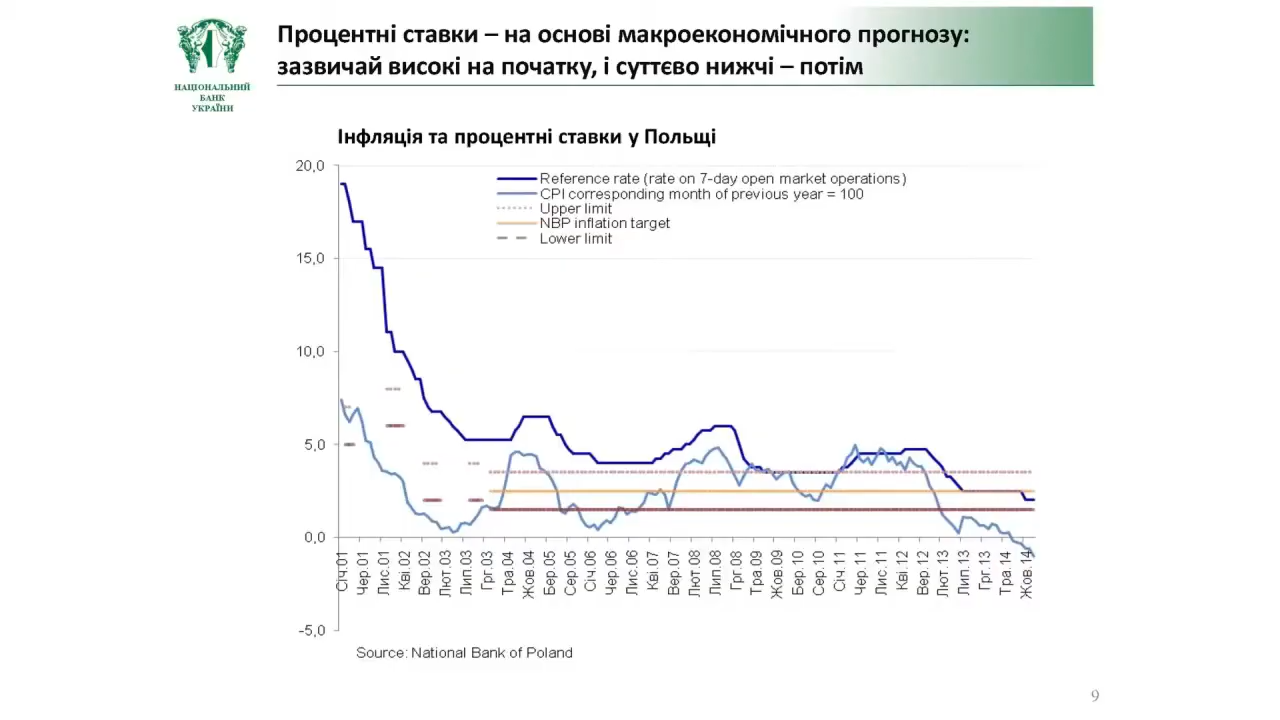 НАЦІОНАЛЬНИЙ
БАНК
УКРАЇНИ
Процентні ставки – на основі макроекономічного прогнозу:
зазвичай високі на початку, і суттєво нижчі – потім
Інфляція та процентні ставки у Польщі
Reference rate (rate on 7-day open market operations)
CPI corresponding month of previous year = 100
Upper limit
NBP inflation target
Lower limit
20,0
15,0
10,0
5,0
0,0
-5,0
Січ.01
Чер.01
Лис.01
Кві.02
Вер.02
Лют.03
Лип.03
Грг.03
Тра.04
Жов.04
Бер.05
Сер.05
Січ.06
Чер.06
Лис.06
Кві.07
Вер.07
Лют.08
Лип.08
Грг.08
Тра.09
Жов.09
Бер.10
Сер.10
Січ.11
Чер.11
Лис.11
Кві.12
Вер.12
Лют.13
Лип.13
Грг.13
Тра.14
Жов.14
Source: National Bank of Poland
9